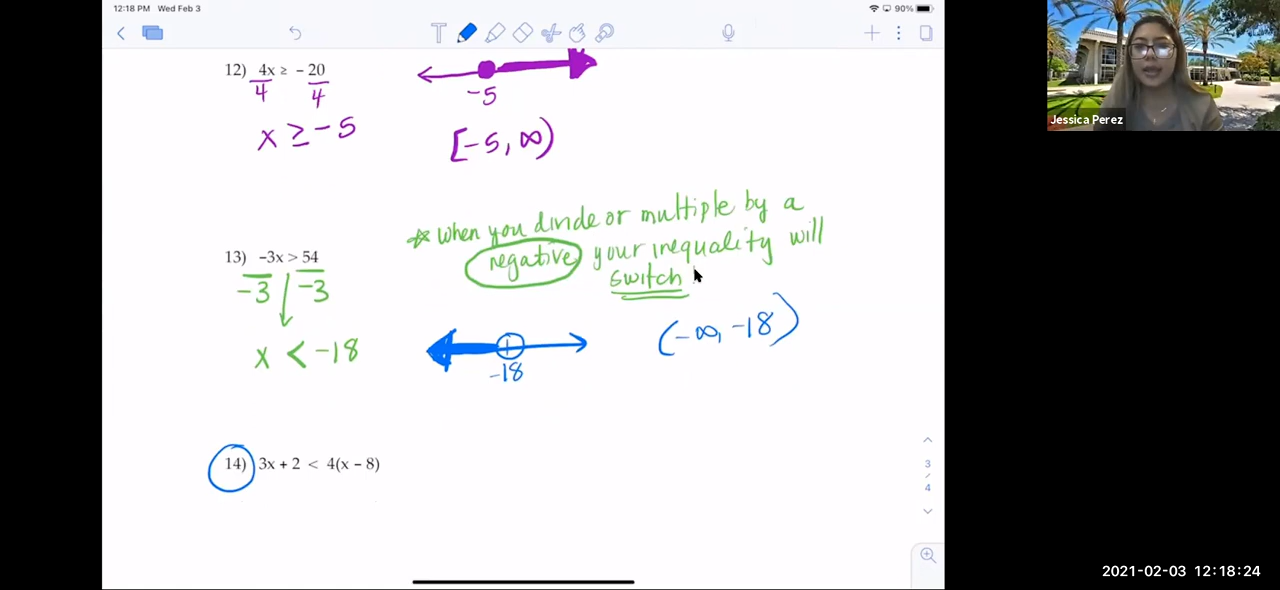 12:18 PM Wed Feb 3
90%
12) 4x ≥ - 20
4 4
x ≥ -5
-5
[-5, ∞)
Jessica Perez
* when you divide or multiple by a
negative your inequality will
switch
13) -3x > 54
-3 -3
x < -18
-18
(-∞, -18)
14) 3x + 2 < 4(x - 8)
3
/
4
2021-02-03 12:18:24